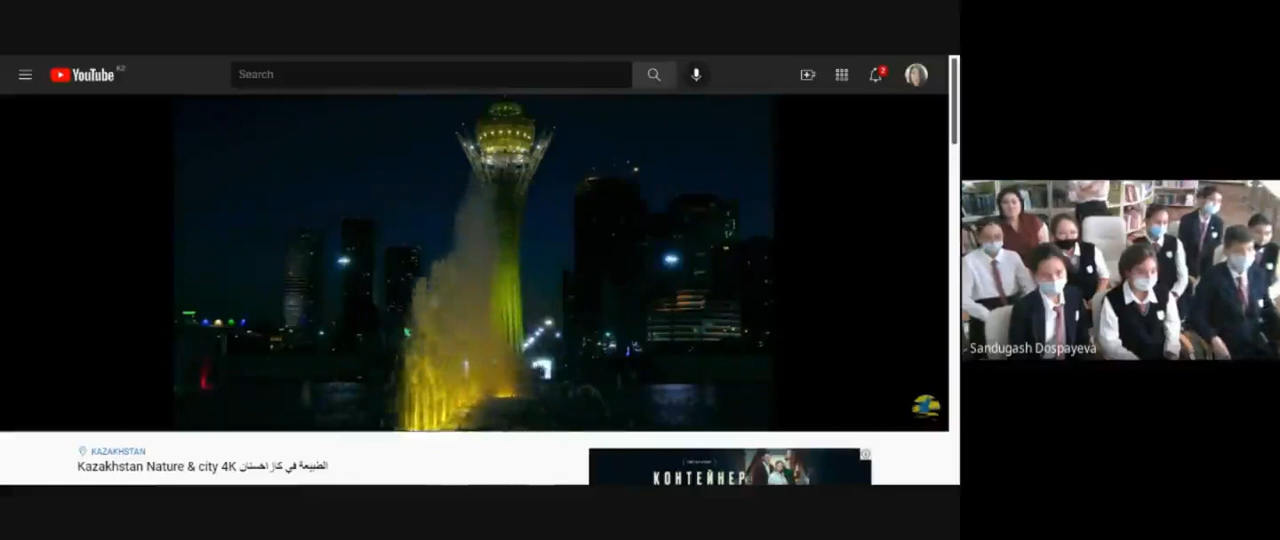 YouTube KZ
Search
2
Sandugash Dospayeva
KAZAKHSTAN
Kazakhstan Nature & city 4K الطبيعة في كازاخستان
КОНТЕЙНЕР